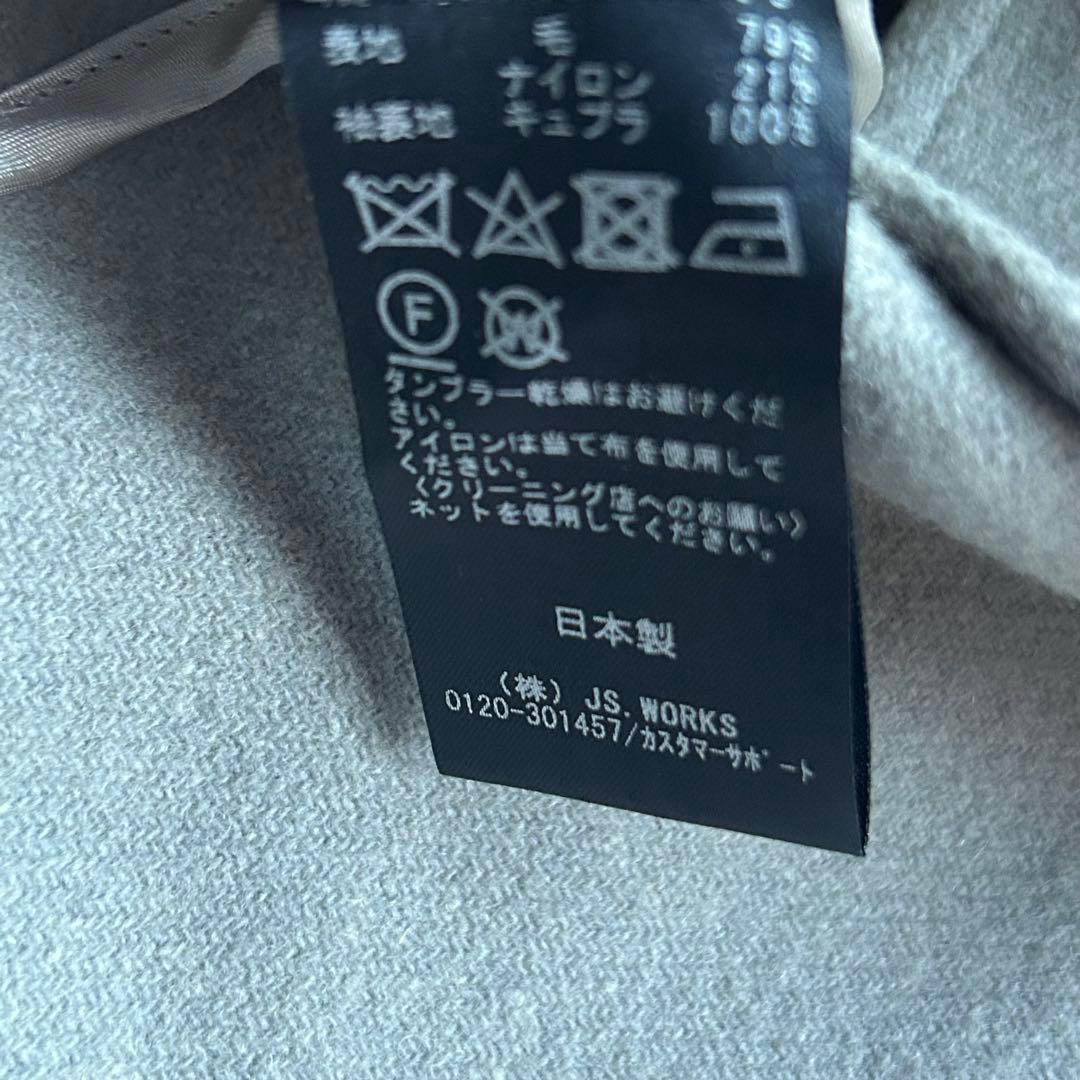 表地 毛 79%
ナイロン 21%
袖裏地 キュプラ 100%
F W
タンブラー乾燥はお避けくだ
さい。
アイロンは当て布を使用して
ください。
〈クリーニング店へのお願い〉
ネットを使用してください。
日本製
(株) JS.WORKS
0120-301457/カスタマーサポート